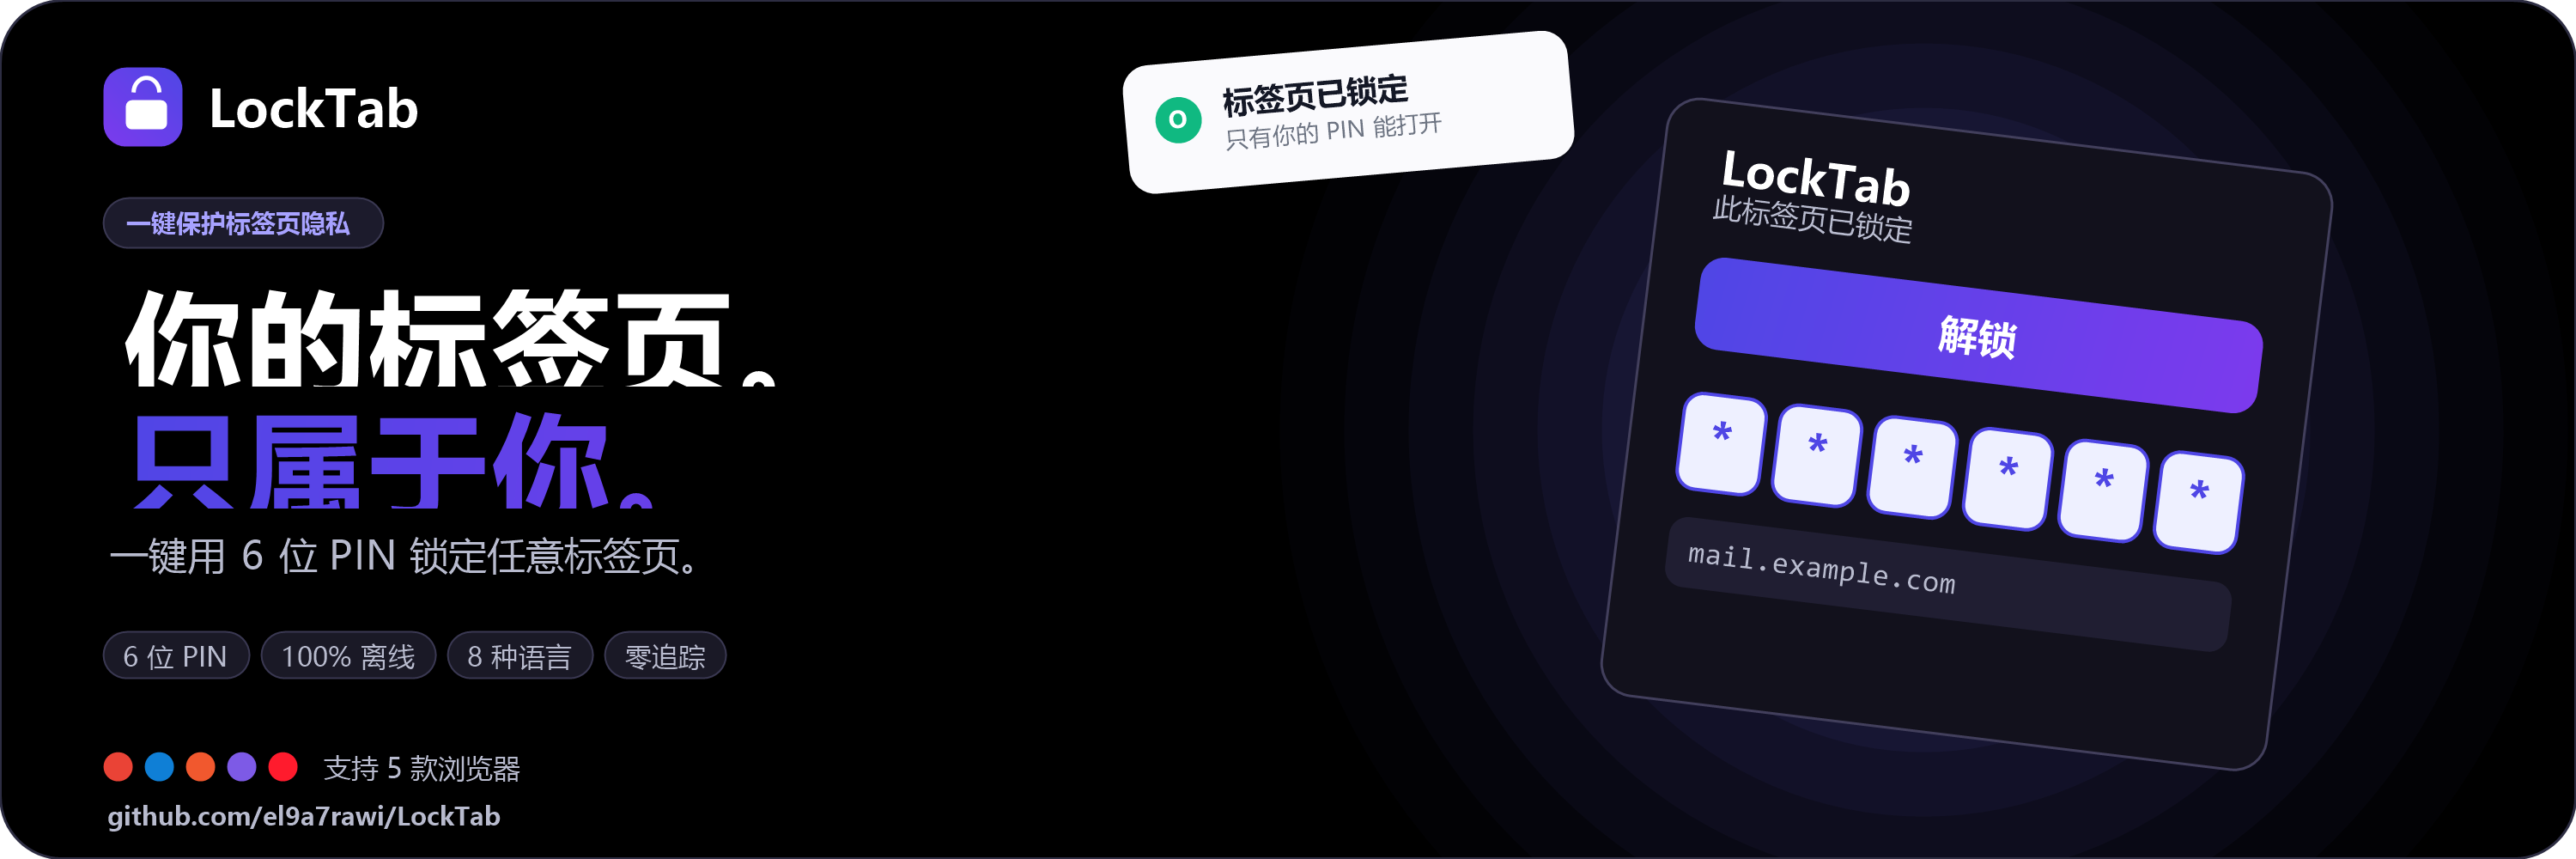 LockTab
一键保护标签页隐私
你的标签页。
只属于你。
一键用 6 位 PIN 锁定任意标签页。
6 位 PIN
100% 离线
8 种语言
零追踪
支持 5 款浏览器
github.com/el9a7rawi/LockTab
O
标签页已锁定
只有你的 PIN 能打开
LockTab
此标签页已锁定
解锁
* * * * * *
mail.example.com